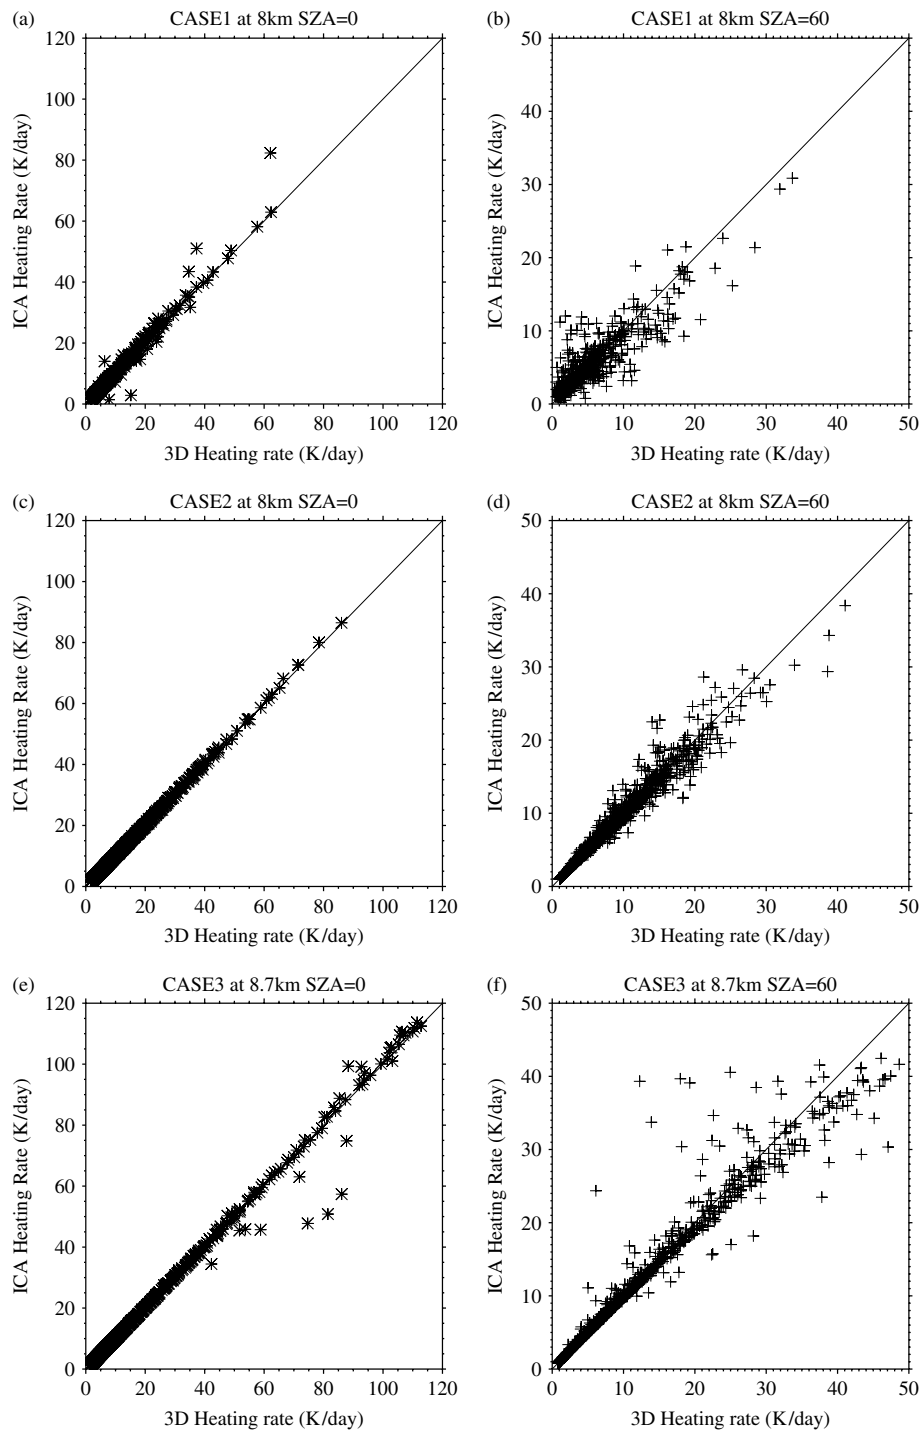 (a)
CASE1 at 8km SZA=0
120
100
80
60
40
20
0
ICA Heating Rate (K/day)
0 20 40 60 80 100 120
3D Heating rate (K/day)
(b)
CASE1 at 8km SZA=60
50
40
30
20
10
0
ICA Heating Rate (K/day)
0 10 20 30 40 50
3D Heating rate (K/day)
(c)
CASE2 at 8km SZA=0
120
100
80
60
40
20
0
ICA Heating Rate (K/day)
0 20 40 60 80 100 120
3D Heating rate (K/day)
(d)
CASE2 at 8km SZA=60
50
40
30
20
10
0
ICA Heating Rate (K/day)
0 10 20 30 40 50
3D Heating rate (K/day)
(e)
CASE3 at 8.7km SZA=0
120
100
80
60
40
20
0
ICA Heating Rate (K/day)
0 20 40 60 80 100 120
3D Heating rate (K/day)
(f)
CASE3 at 8.7km SZA=60
50
40
30
20
10
0
ICA Heating Rate (K/day)
0 10 20 30 40 50
3D Heating rate (K/day)